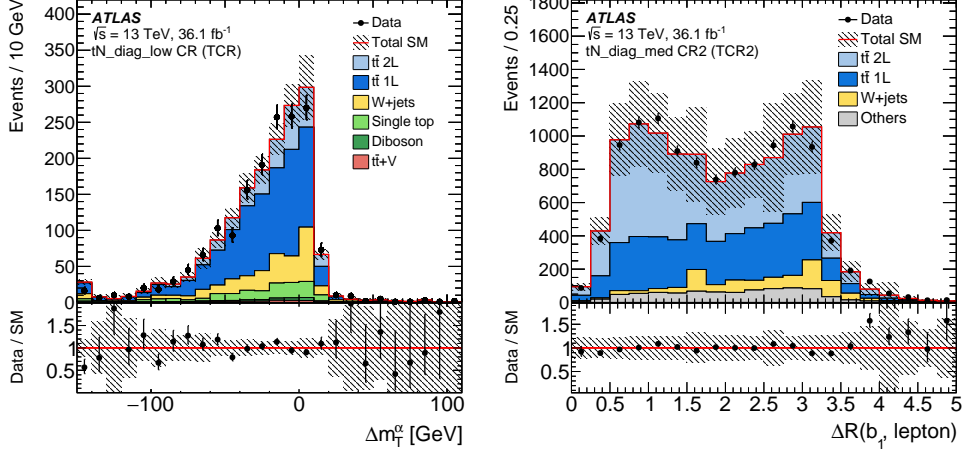 ATLAS
√s = 13 TeV, 36.1 fb⁻¹
tN_diag_low CR (TCR)
Data
Total SM
tt̄ 2L
tt̄ 1L
W+jets
Single top
Diboson
tt̄+V
Events / 10 GeV
400
350
300
250
200
150
100
50
0
Data / SM
1.5
1
0.5
−100
−50
0
50
100
Δm_T^α [GeV]
ATLAS
√s = 13 TeV, 36.1 fb⁻¹
tN_diag_med CR2 (TCR2)
Data
Total SM
tt̄ 2L
tt̄ 1L
W+jets
Others
Events / 0.25
1800
1600
1400
1200
1000
800
600
400
200
0
Data / SM
1.5
1
0.5
0 0.5 1 1.5 2 2.5 3 3.5 4 4.5 5
ΔR(b₁, lepton)